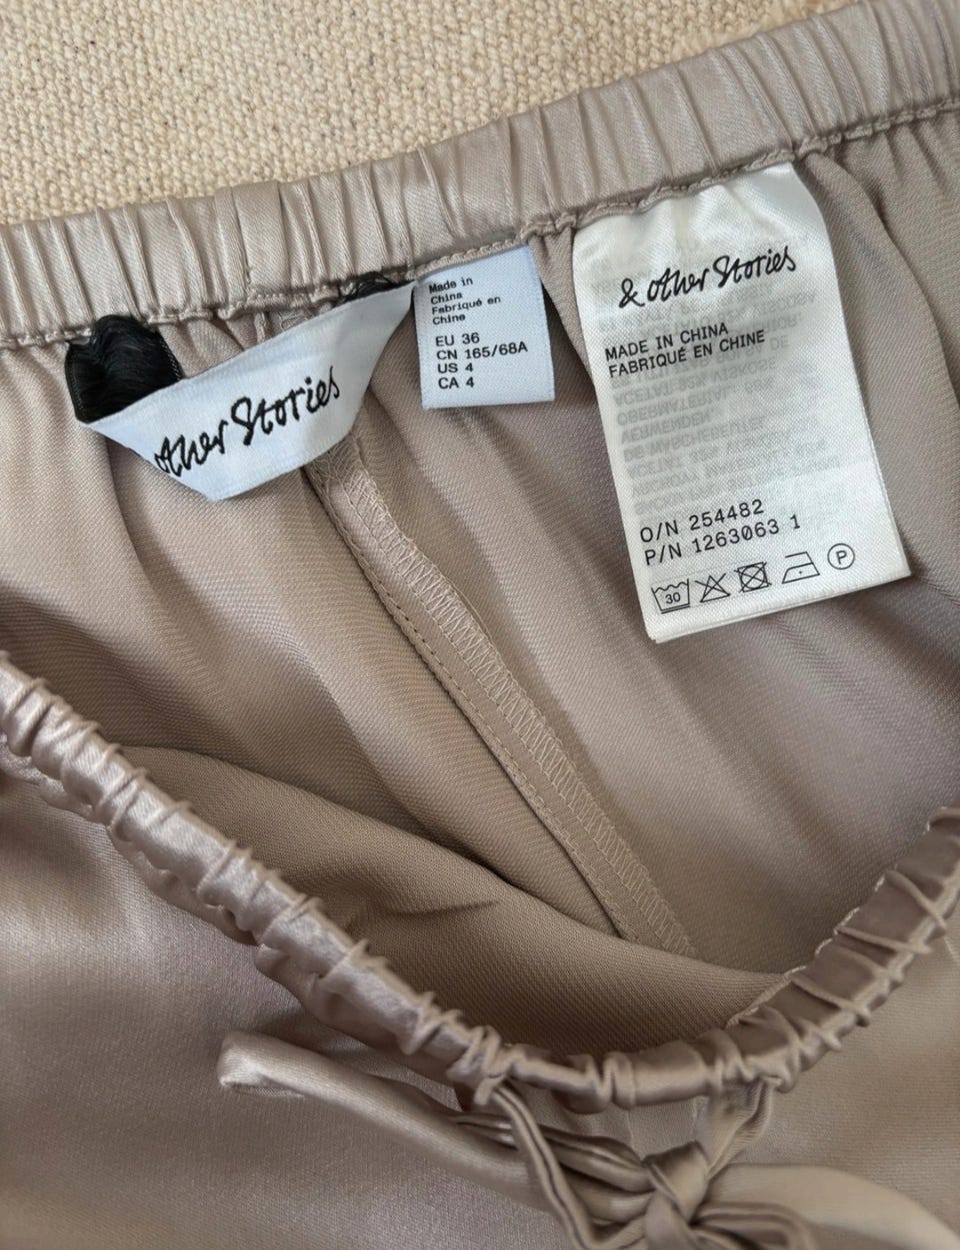 other Stories
Made in
China
Fabriqué en
Chine
EU 36
CN 165/68A
US 4
CA 4
& other Stories
MADE IN CHINA
FABRIQUÉ EN CHINE
O/N 254482
P/N 1263063 1
30
P